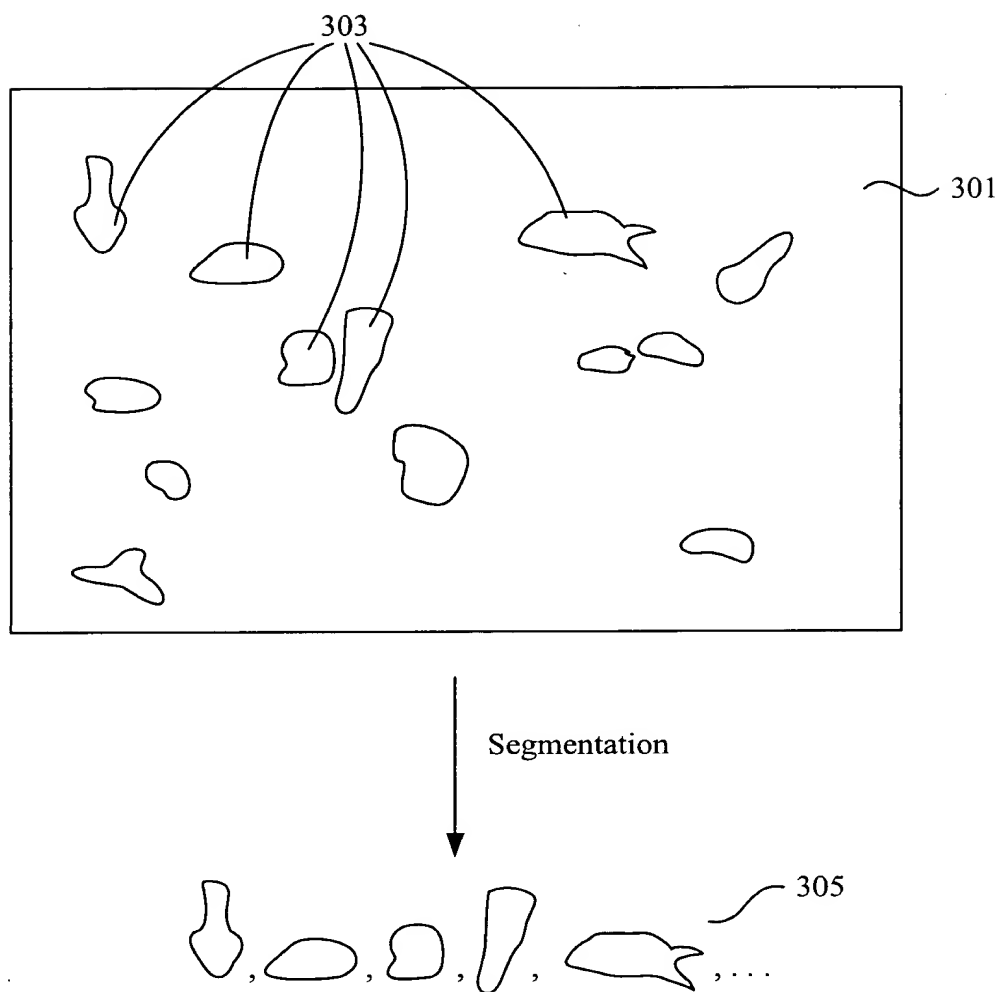 303
301
Segmentation
305
, , , , , . . .